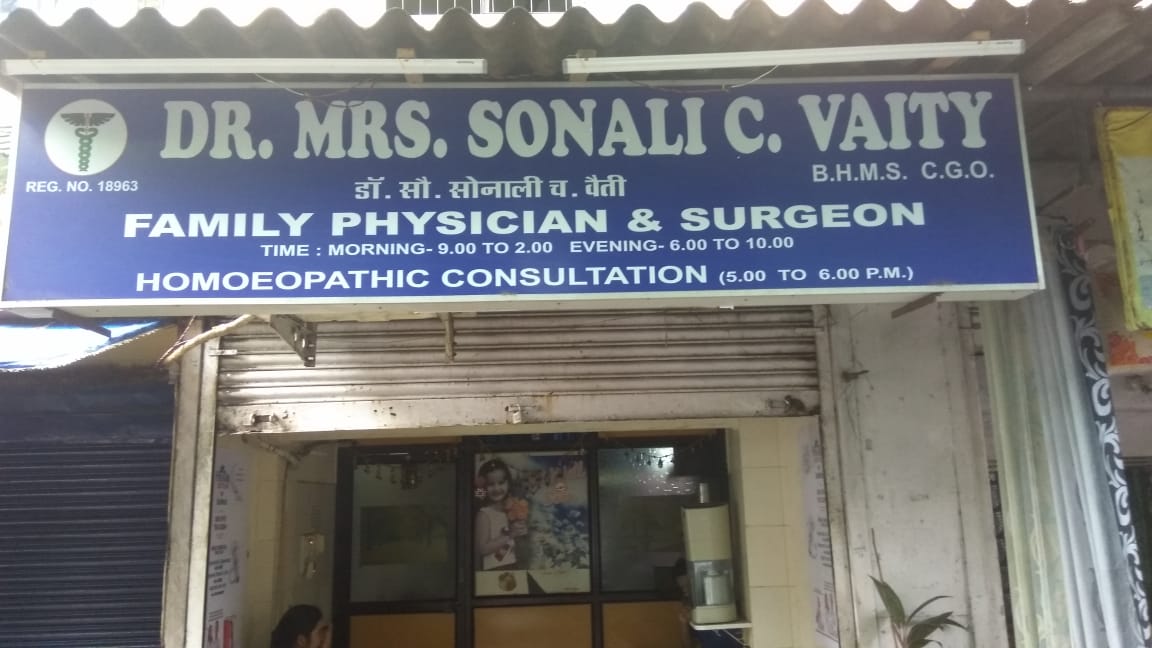 DR. MRS. SONALI C. VAITY
REG. NO. 18963
B.H.M.S. C.G.O.
डॉ. सौ. सोनाली च. वैती
FAMILY PHYSICIAN & SURGEON
TIME : MORNING- 9.00 TO 2.00 EVENING- 6.00 TO 10.00
HOMOEOPATHIC CONSULTATION (5.00 TO 6.00 P.M.)